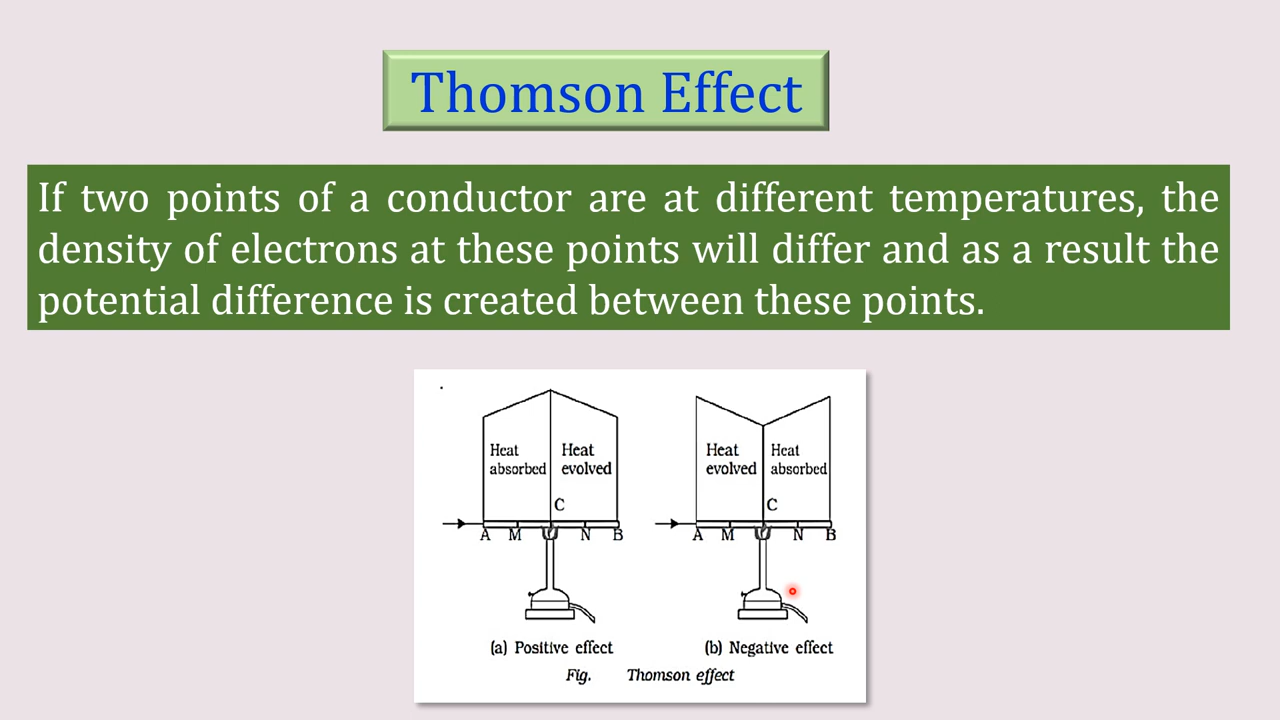 Thomson Effect
If two points of a conductor are at different temperatures, the
density of electrons at these points will differ and as a result the
potential difference is created between these points.
Heat absorbed
Heat evolved
C
A M N B
(a) Positive effect
Heat evolved
Heat absorbed
C
A M N B
(b) Negative effect
Fig. Thomson effect